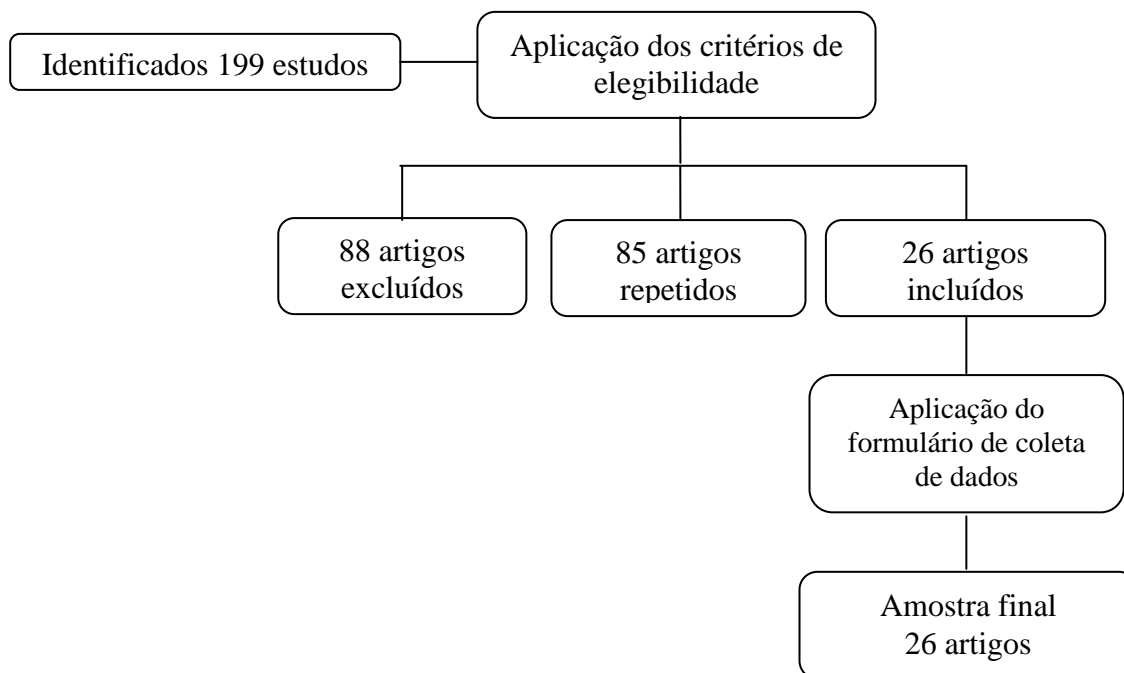 Identificados 199 estudos
Aplicação dos critérios de
elegibilidade
88 artigos
excluídos
85 artigos
repetidos
26 artigos
incluídos
Aplicação do
formulário de coleta
de dados
Amostra final
26 artigos